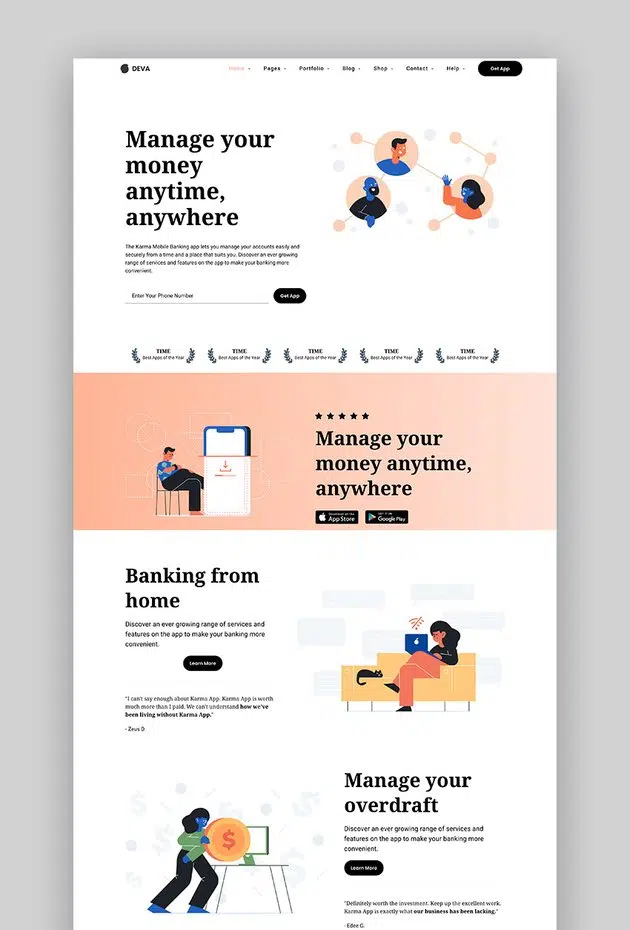 DEVA
Home Pages Portfolio Blog Shop Contact Help Get App
Manage your
money
anytime,
anywhere
The Karma Mobile Banking app lets you manage your accounts easily and
securely from a time and a place that suits you. Discover an ever growing
range of services and features on the app to make your banking more
convenient.
Enter Your Phone Number Get App
TIME TIME TIME TIME TIME
Best Apps of the Year Best Apps of the Year Best Apps of the Year Best Apps of the Year Best Apps of the Year
Manage your
money anytime,
anywhere
Download on the GET IT ON
App Store Google Play
Banking from
home
Discover an ever growing range of services and
features on the app to make your banking more
convenient.
Learn More
"I can't say enough about Karma App. Karma App is worth
much more than I paid. We can't understand how we've
been living without Karma App."
- Zeus D
Manage your
overdraft
Discover an ever growing range of services and
features on the app to make your banking more
convenient.
Learn More
"Definitely worth the investment. Keep up the excellent work.
Karma App is exactly what our business has been lacking."
- Edee G.